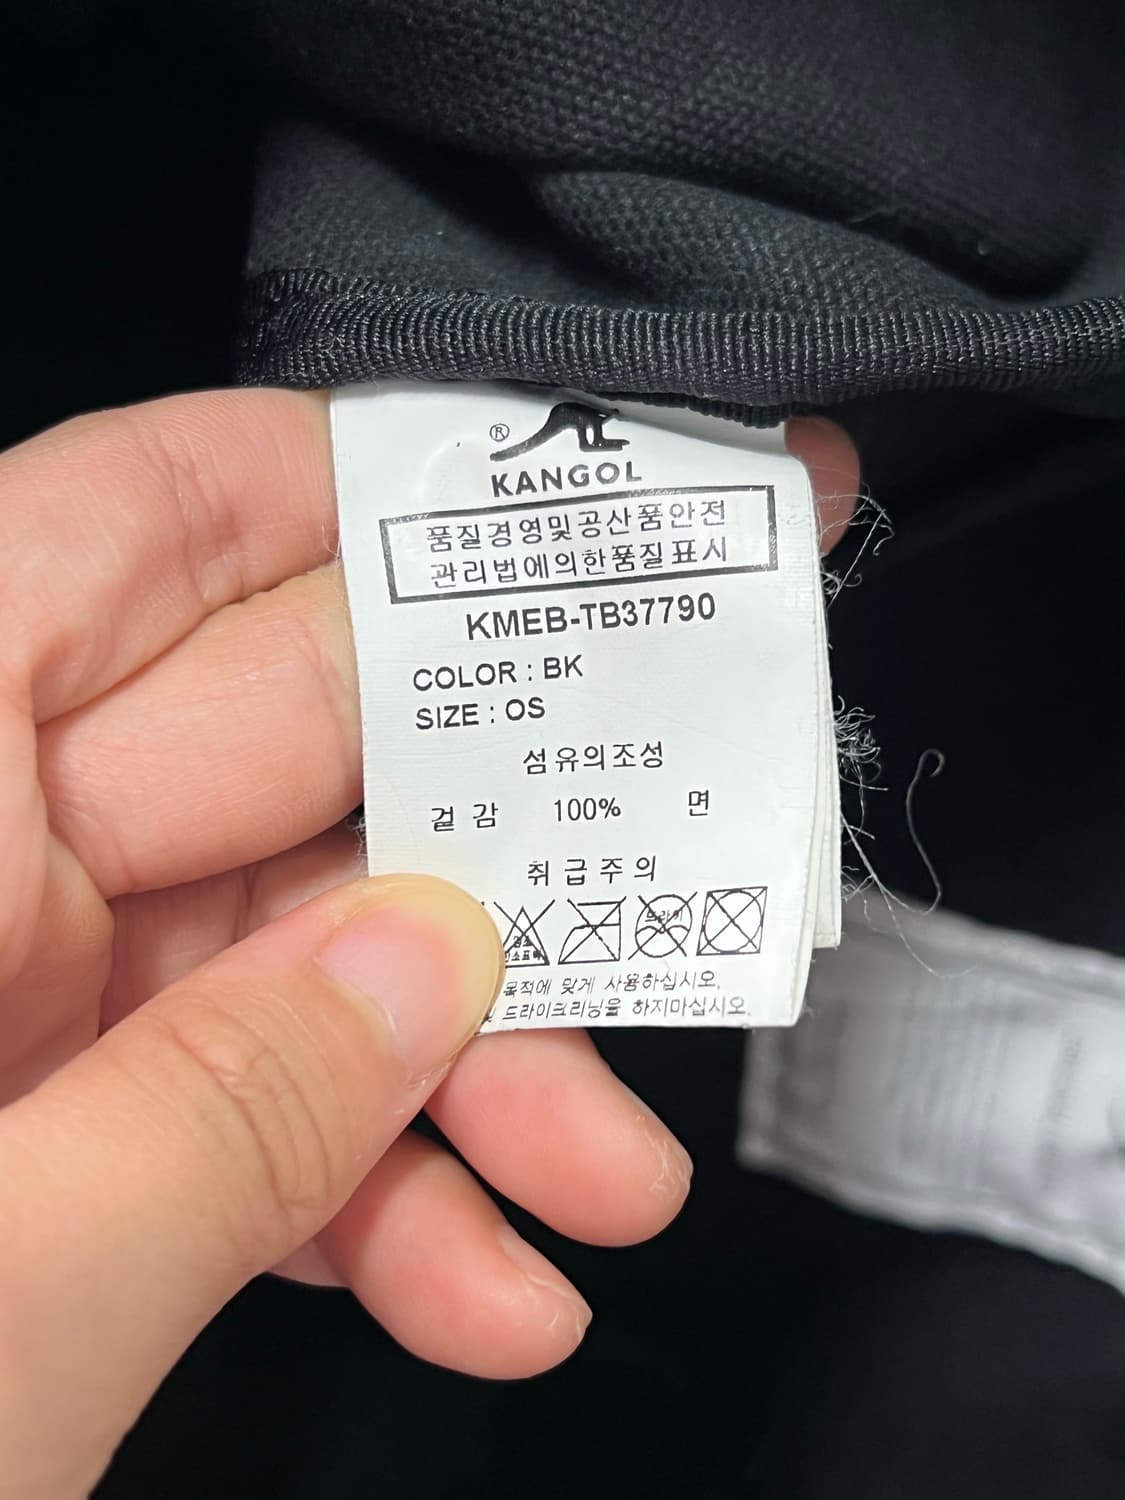 ®
KANGOL
품질경영및공산품안전
관리법에의한품질표시
KMEB-TB37790
COLOR : BK
SIZE : OS
섬유의조성
겉감 100% 면
취급주의
드라이
목적에 맞게 사용하십시오.
드라이크리닝을 하지마십시오.